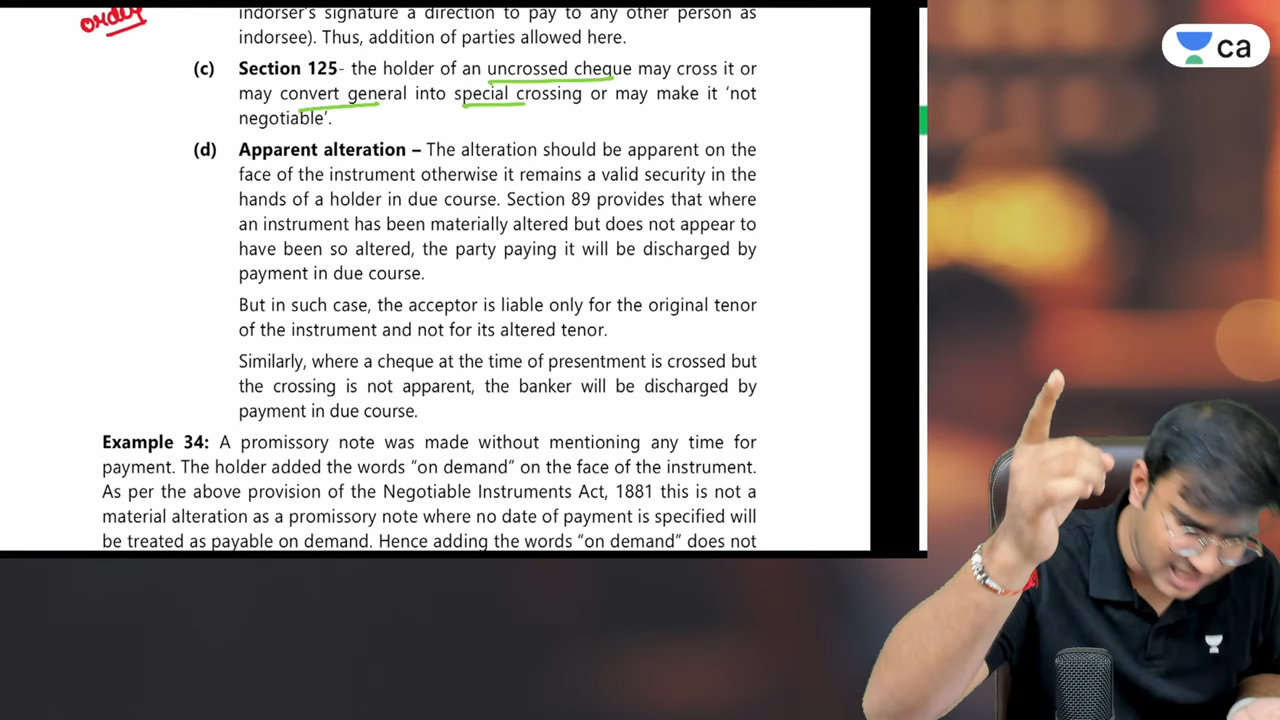 order
indorser's signature a direction to pay to any other person as
indorsee). Thus, addition of parties allowed here.
(c) Section 125- the holder of an uncrossed cheque may cross it or
may convert general into special crossing or may make it 'not
negotiable'.
(d) Apparent alteration – The alteration should be apparent on the
face of the instrument otherwise it remains a valid security in the
hands of a holder in due course. Section 89 provides that where
an instrument has been materially altered but does not appear to
have been so altered, the party paying it will be discharged by
payment in due course.
But in such case, the acceptor is liable only for the original tenor
of the instrument and not for its altered tenor.
Similarly, where a cheque at the time of presentment is crossed but
the crossing is not apparent, the banker will be discharged by
payment in due course.
Example 34: A promissory note was made without mentioning any time for
payment. The holder added the words "on demand" on the face of the instrument.
As per the above provision of the Negotiable Instruments Act, 1881 this is not a
material alteration as a promissory note where no date of payment is specified will
be treated as payable on demand. Hence adding the words "on demand" does not
ca